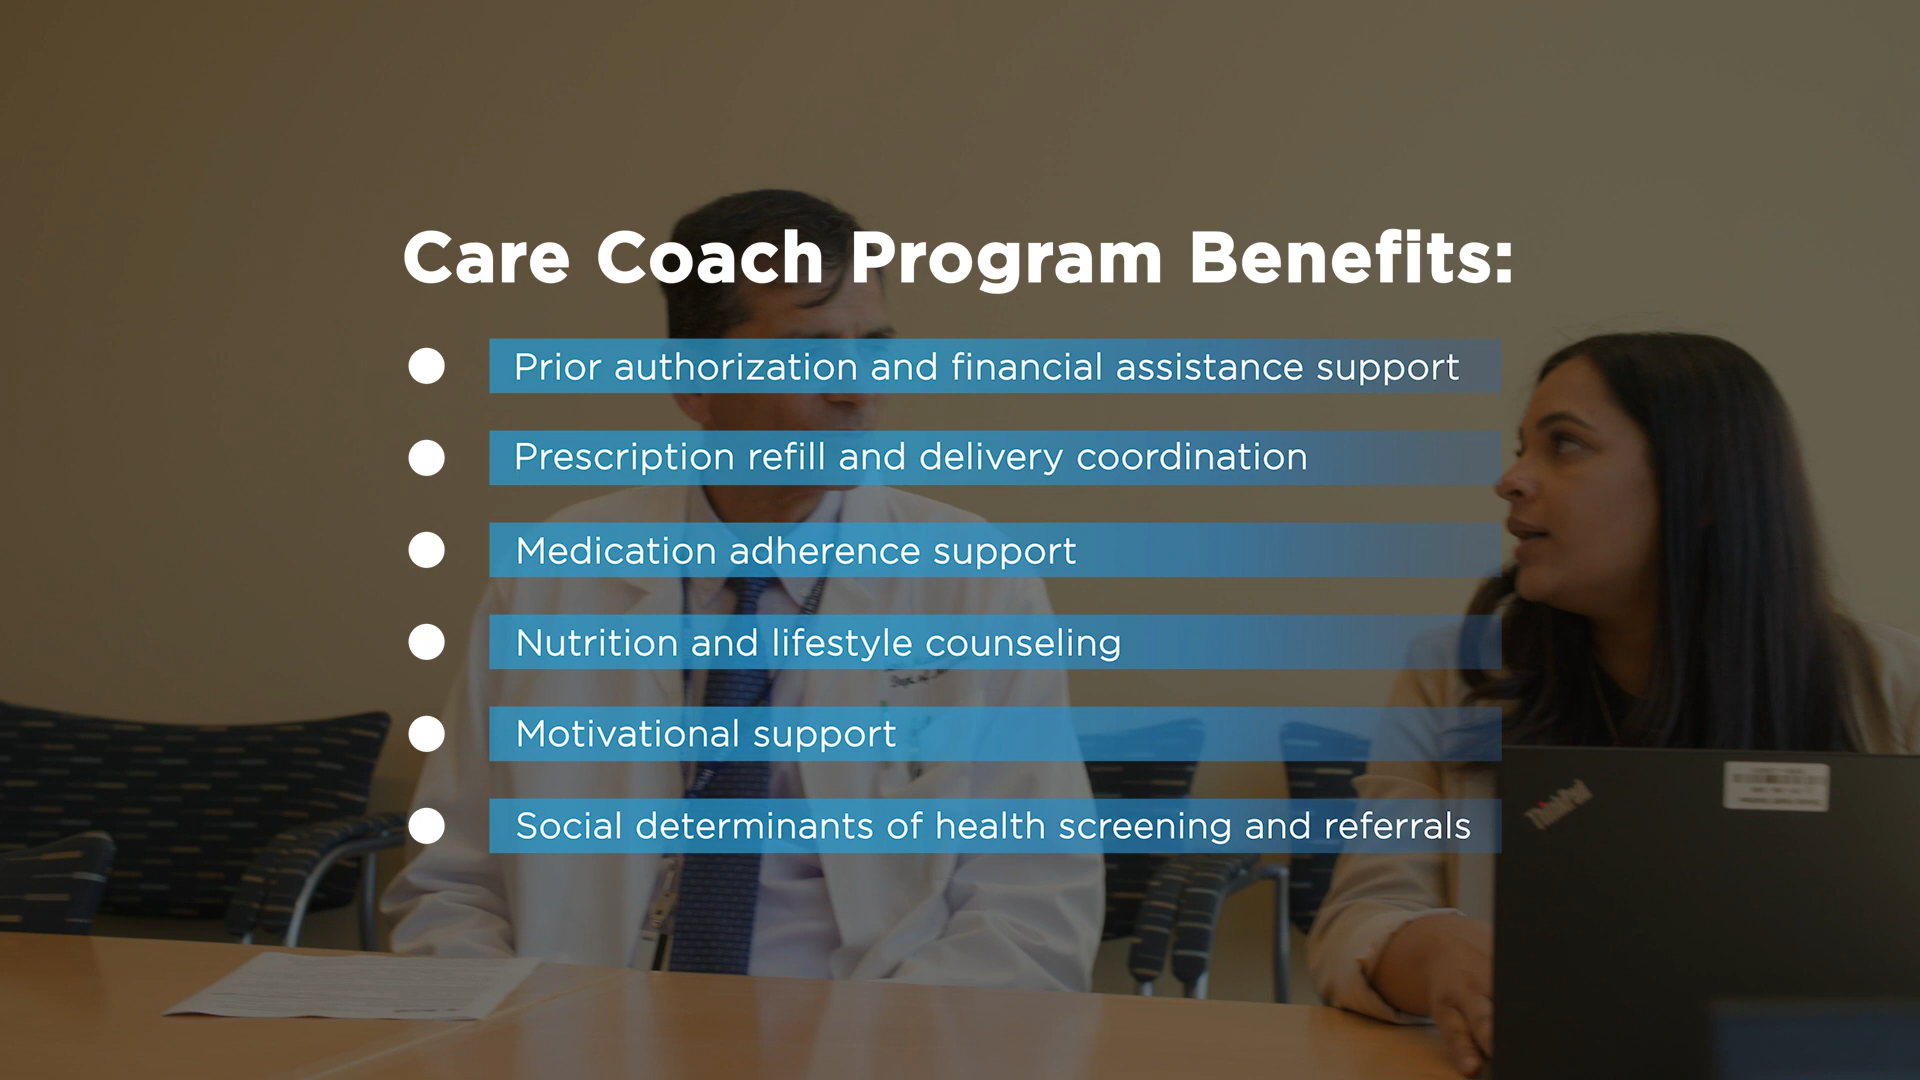 Care Coach Program Benefits:
Prior authorization and financial assistance support
Prescription refill and delivery coordination
Medication adherence support
Nutrition and lifestyle counseling
Motivational support
Social determinants of health screening and referrals
ThinkPad